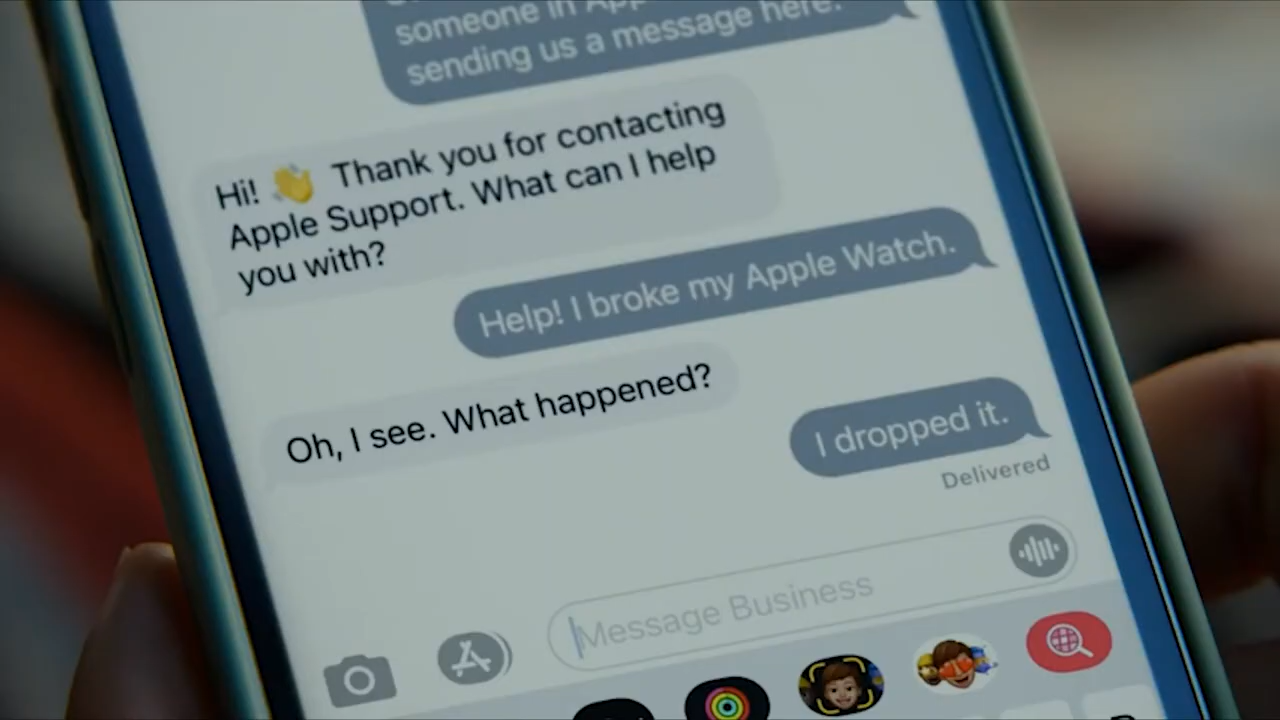 someone in App
sending us a message here.
Hi! 👋 Thank you for contacting
Apple Support. What can I help
you with?
Help! I broke my Apple Watch.
Oh, I see. What happened?
I dropped it.
Delivered
Message Business